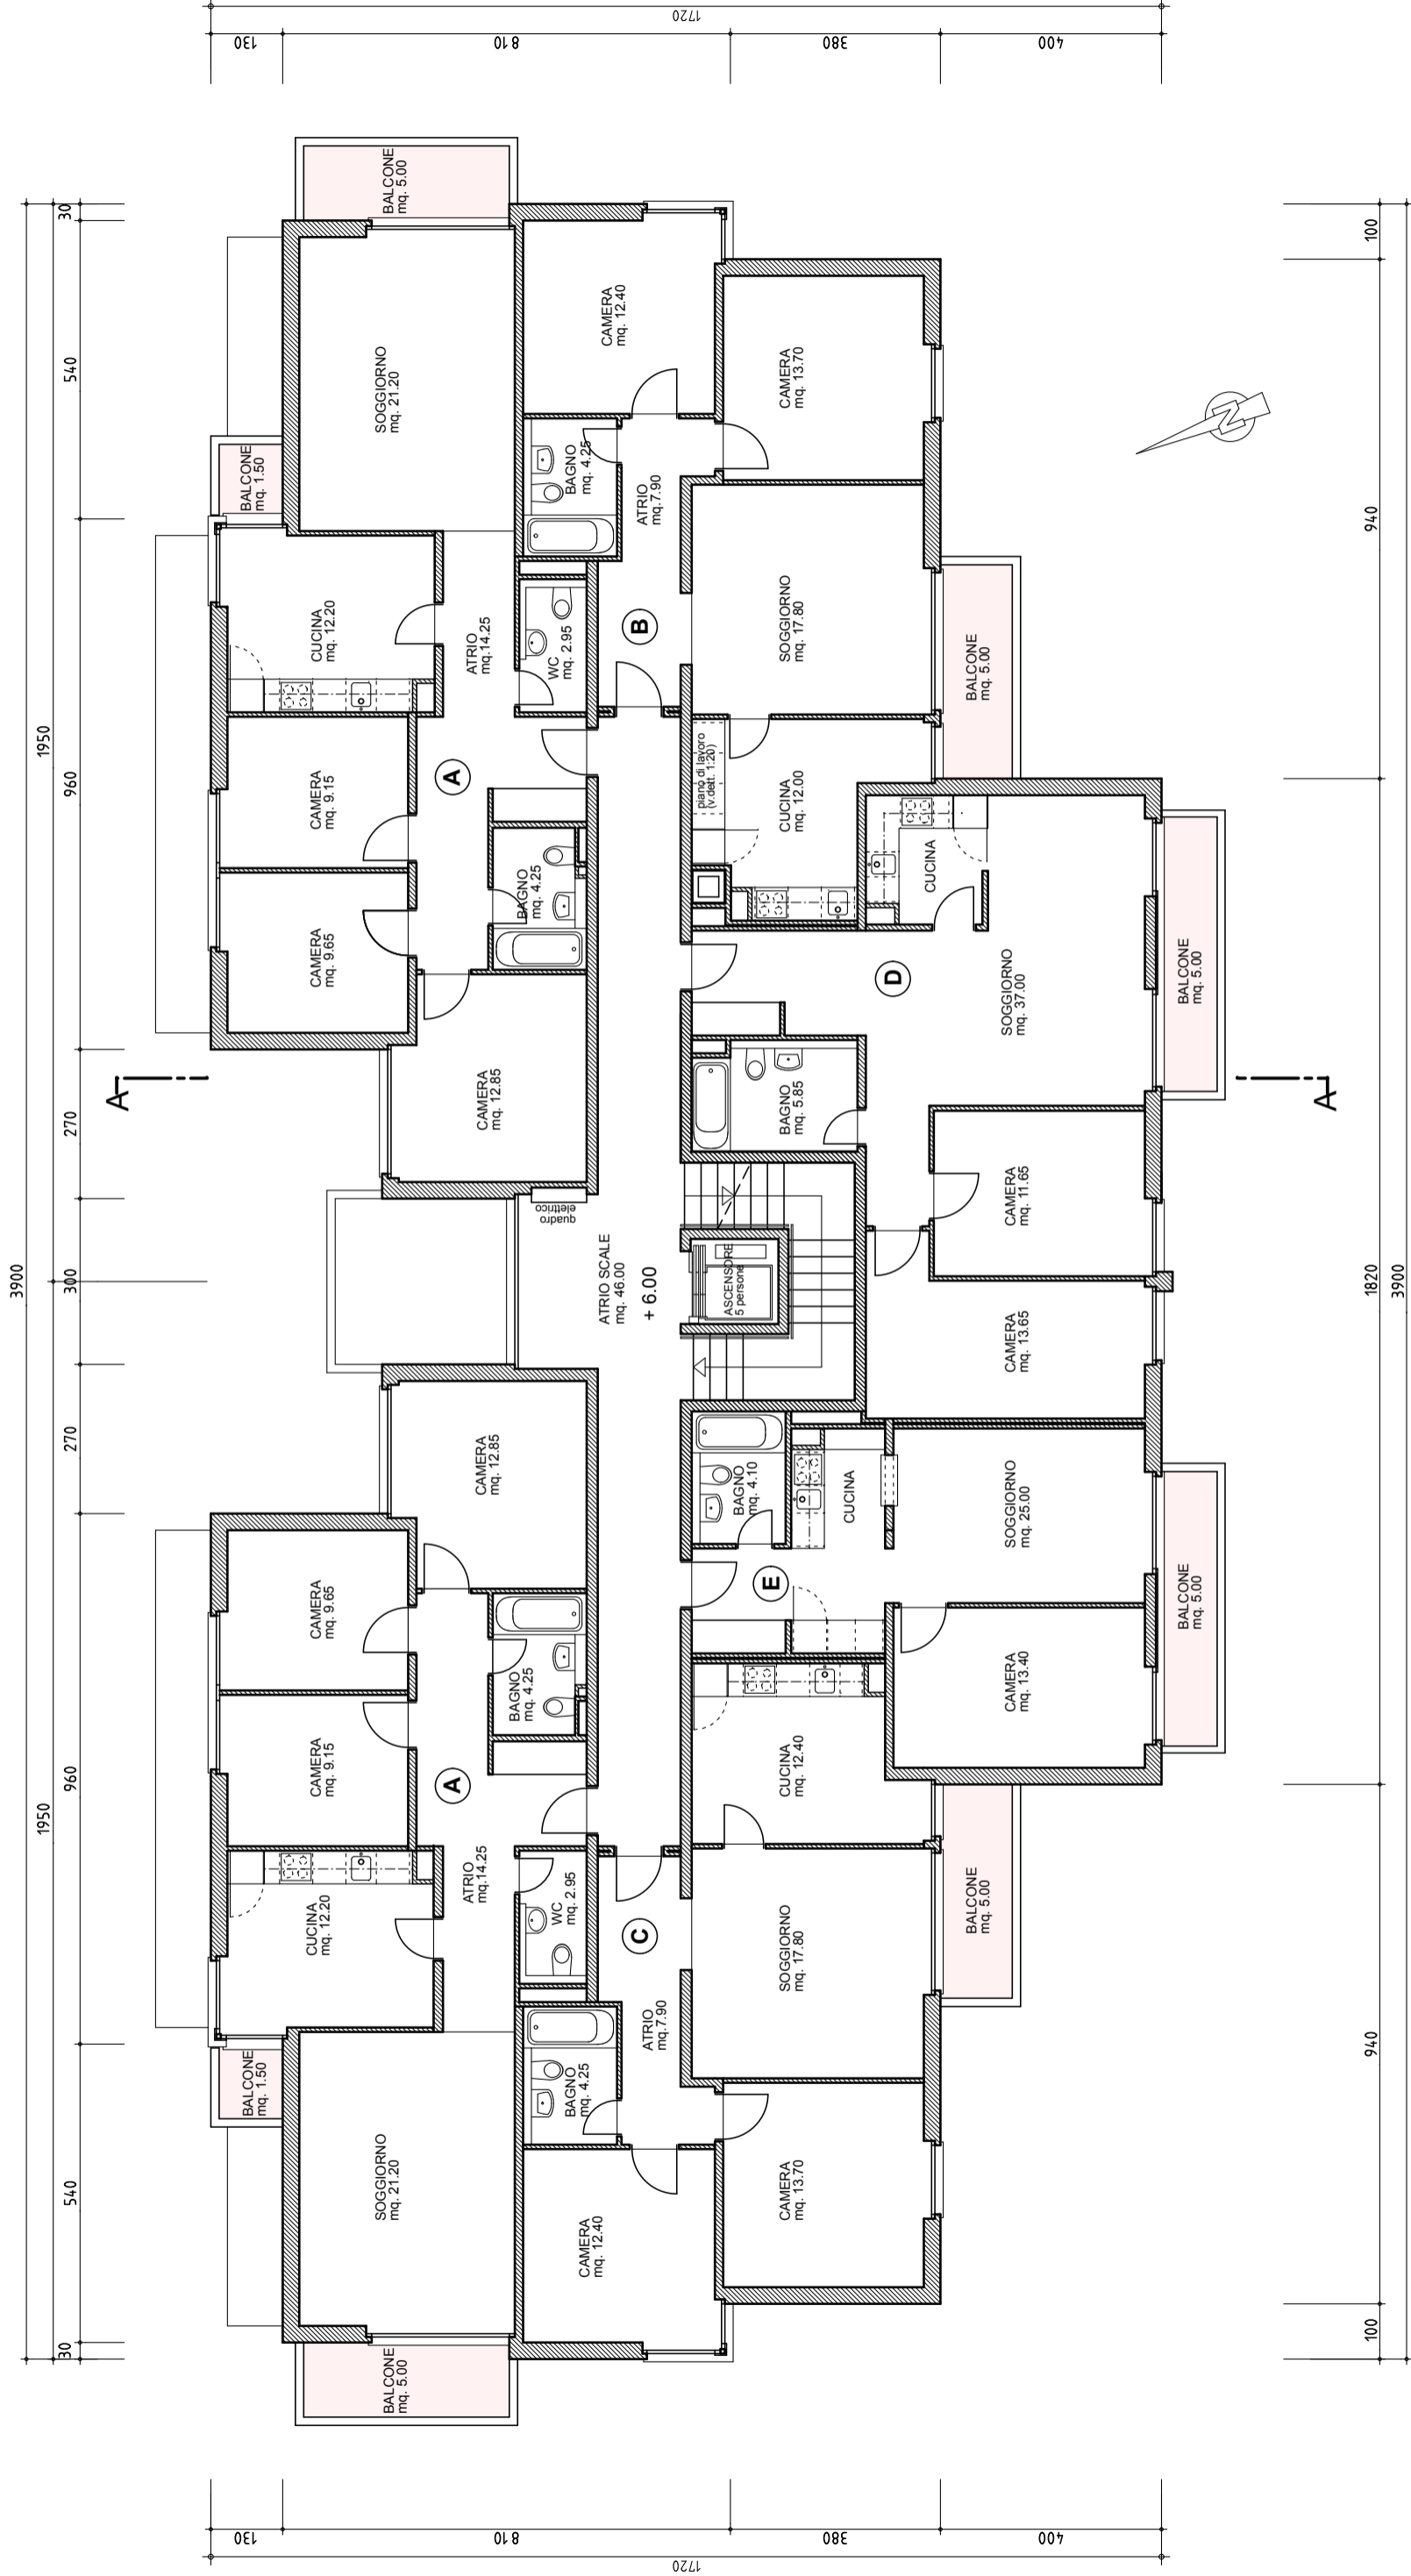 1720
130
810
380
400
3900
1950
30
540
960
270
300
270
1950
960
540
30
BALCONE
mq. 5.00
SOGGIORNO
mq. 21.20
BALCONE
mq. 1.50
CUCINA
mq. 12.20
ATRIO
mq.14.25
WC
mq. 2.95
CAMERA
mq. 9.15
A
CAMERA
mq. 9.65
BAGNO
mq. 4.25
CAMERA
mq. 12.85
CAMERA
mq. 12.40
BAGNO
mq. 4.25
ATRIO
mq.7.90
B
CAMERA
mq. 13.70
SOGGIORNO
mq. 17.80
BALCONE
mq. 5.00
piano di lavoro
(v.dett. 1:20)
CUCINA
mq. 12.00
CUCINA
D
SOGGIORNO
mq. 37.00
BALCONE
mq. 5.00
BAGNO
mq. 5.85
CAMERA
mq. 11.65
CAMERA
mq. 13.65
A
A
N
quadro
elettrico
ATRIO SCALE
mq. 46.00
+ 6.00
ASCENSORE
5 persone
CAMERA
mq. 12.85
CAMERA
mq. 9.65
CAMERA
mq. 9.15
BAGNO
mq. 4.25
A
CUCINA
mq. 12.20
ATRIO
mq.14.25
WC
mq. 2.95
BALCONE
mq. 1.50
SOGGIORNO
mq. 21.20
BALCONE
mq. 5.00
BAGNO
mq. 4.10
CUCINA
E
SOGGIORNO
mq. 25.00
CAMERA
mq. 13.40
BALCONE
mq. 5.00
CUCINA
mq. 12.40
C
SOGGIORNO
mq. 17.80
BALCONE
mq. 5.00
ATRIO
mq.7.90
BAGNO
mq. 4.25
CAMERA
mq. 12.40
CAMERA
mq. 13.70
100
940
1820
3900
940
100
130
810
380
400
1720